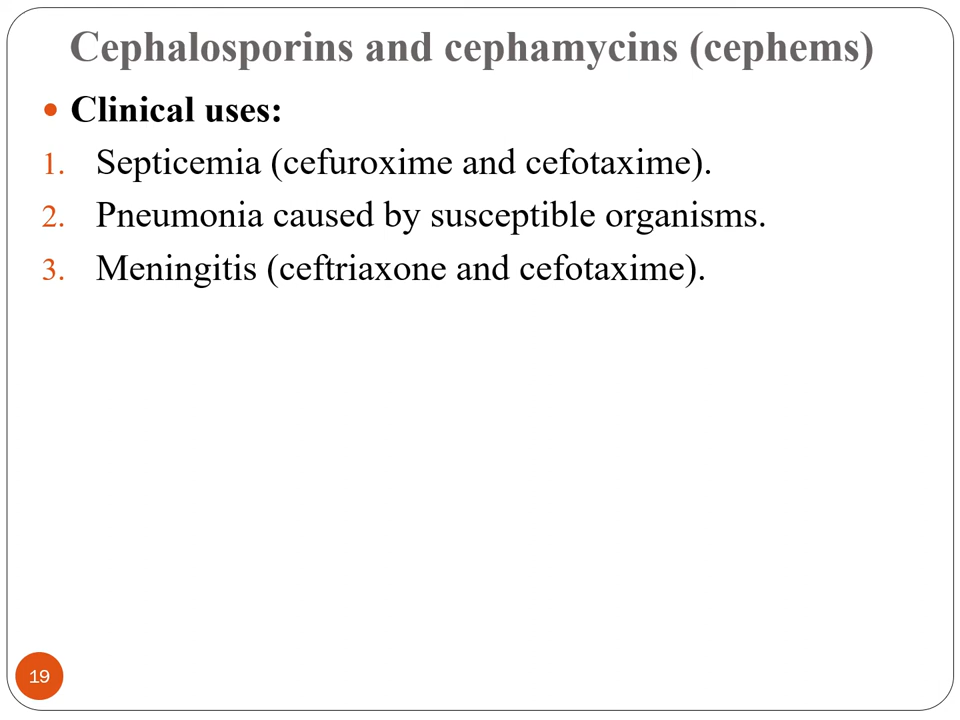 Cephalosporins and cephamycins (cephems)
• Clinical uses:
1. Septicemia (cefuroxime and cefotaxime).
2. Pneumonia caused by susceptible organisms.
3. Meningitis (ceftriaxone and cefotaxime).
19